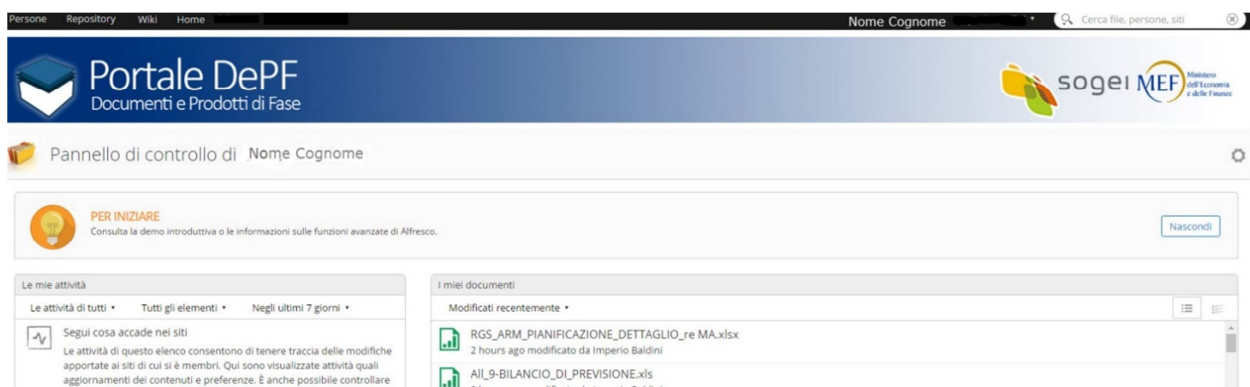 Persone Repository Wiki Home Nome Cognome Cerca file, persone, siti
Portale DePF
Documenti e Prodotti di Fase
sogei MEF Ministero
dell'Economia
e delle Finanze
Pannello di controllo di Nome Cognome
PER INIZIARE
Consulta la demo introduttiva o le informazioni sulle funzioni avanzate di Alfresco.
Nascondi
Le mie attività
Le attività di tutti Tutti gli elementi Negli ultimi 7 giorni
Segui cosa accade nei siti
Le attività di questo elenco consentono di tenere traccia delle modifiche
apportate ai siti di cui si è membri. Qui sono visualizzate attività quali
aggiornamenti dei contenuti e preferenze. È anche possibile controllare
I miei documenti
Modificati recentemente
RGS_ARM_PIANIFICAZIONE_DETTAGLIO_re MA.xlsx
2 hours ago modificato da Imperio Baldini
All_9-BILANCIO_DI_PREVISIONE.xls